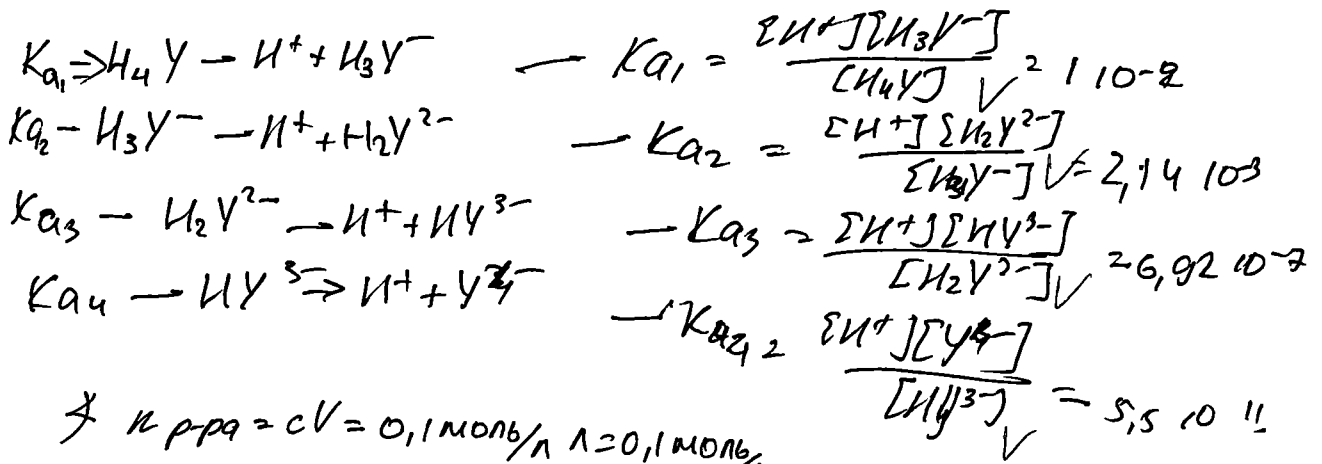 Ka₁ ⇒ H₄Y — H⁺ + H₃Y⁻ — Ka₁ = [H⁺][H₃Y⁻] / [H₄Y] √ = 1 10⁻²
Ka₂ – H₃Y⁻ — H⁺ + H₂Y²⁻ — Ka₂ = [H⁺][H₂Y²⁻] / [H₃Y⁻] √ = 2,14 10⁻³
Ka₃ — H₂Y²⁻ — H⁺ + HY³⁻ — Ka₃ = [H⁺][HY³⁻] / [H₂Y²⁻] √ = 6,92 10⁻⁷
Ka₄ — HY³⁻ ⇒ H⁺ + Y⁴⁻ — Ka₄ = [H⁺][Y⁴⁻] / [HY³⁻] √ = 5,5 10⁻¹¹
n р-ра = cV = 0,1 моль/л л = 0,1 моль